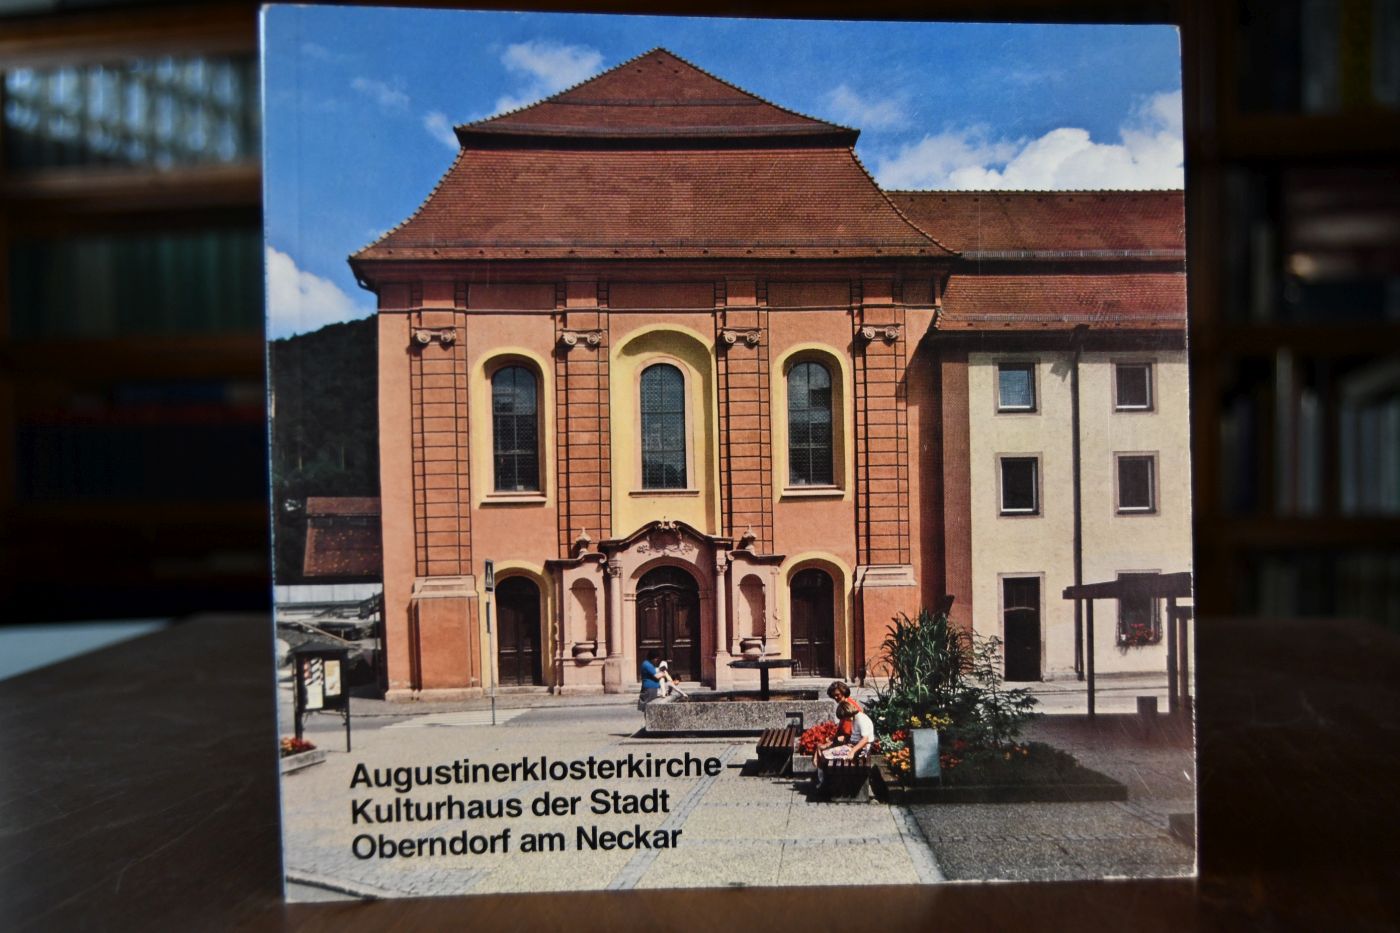 Augustinerklosterkirche –
Kulturhaus der Stadt
Oberndorf am Neckar